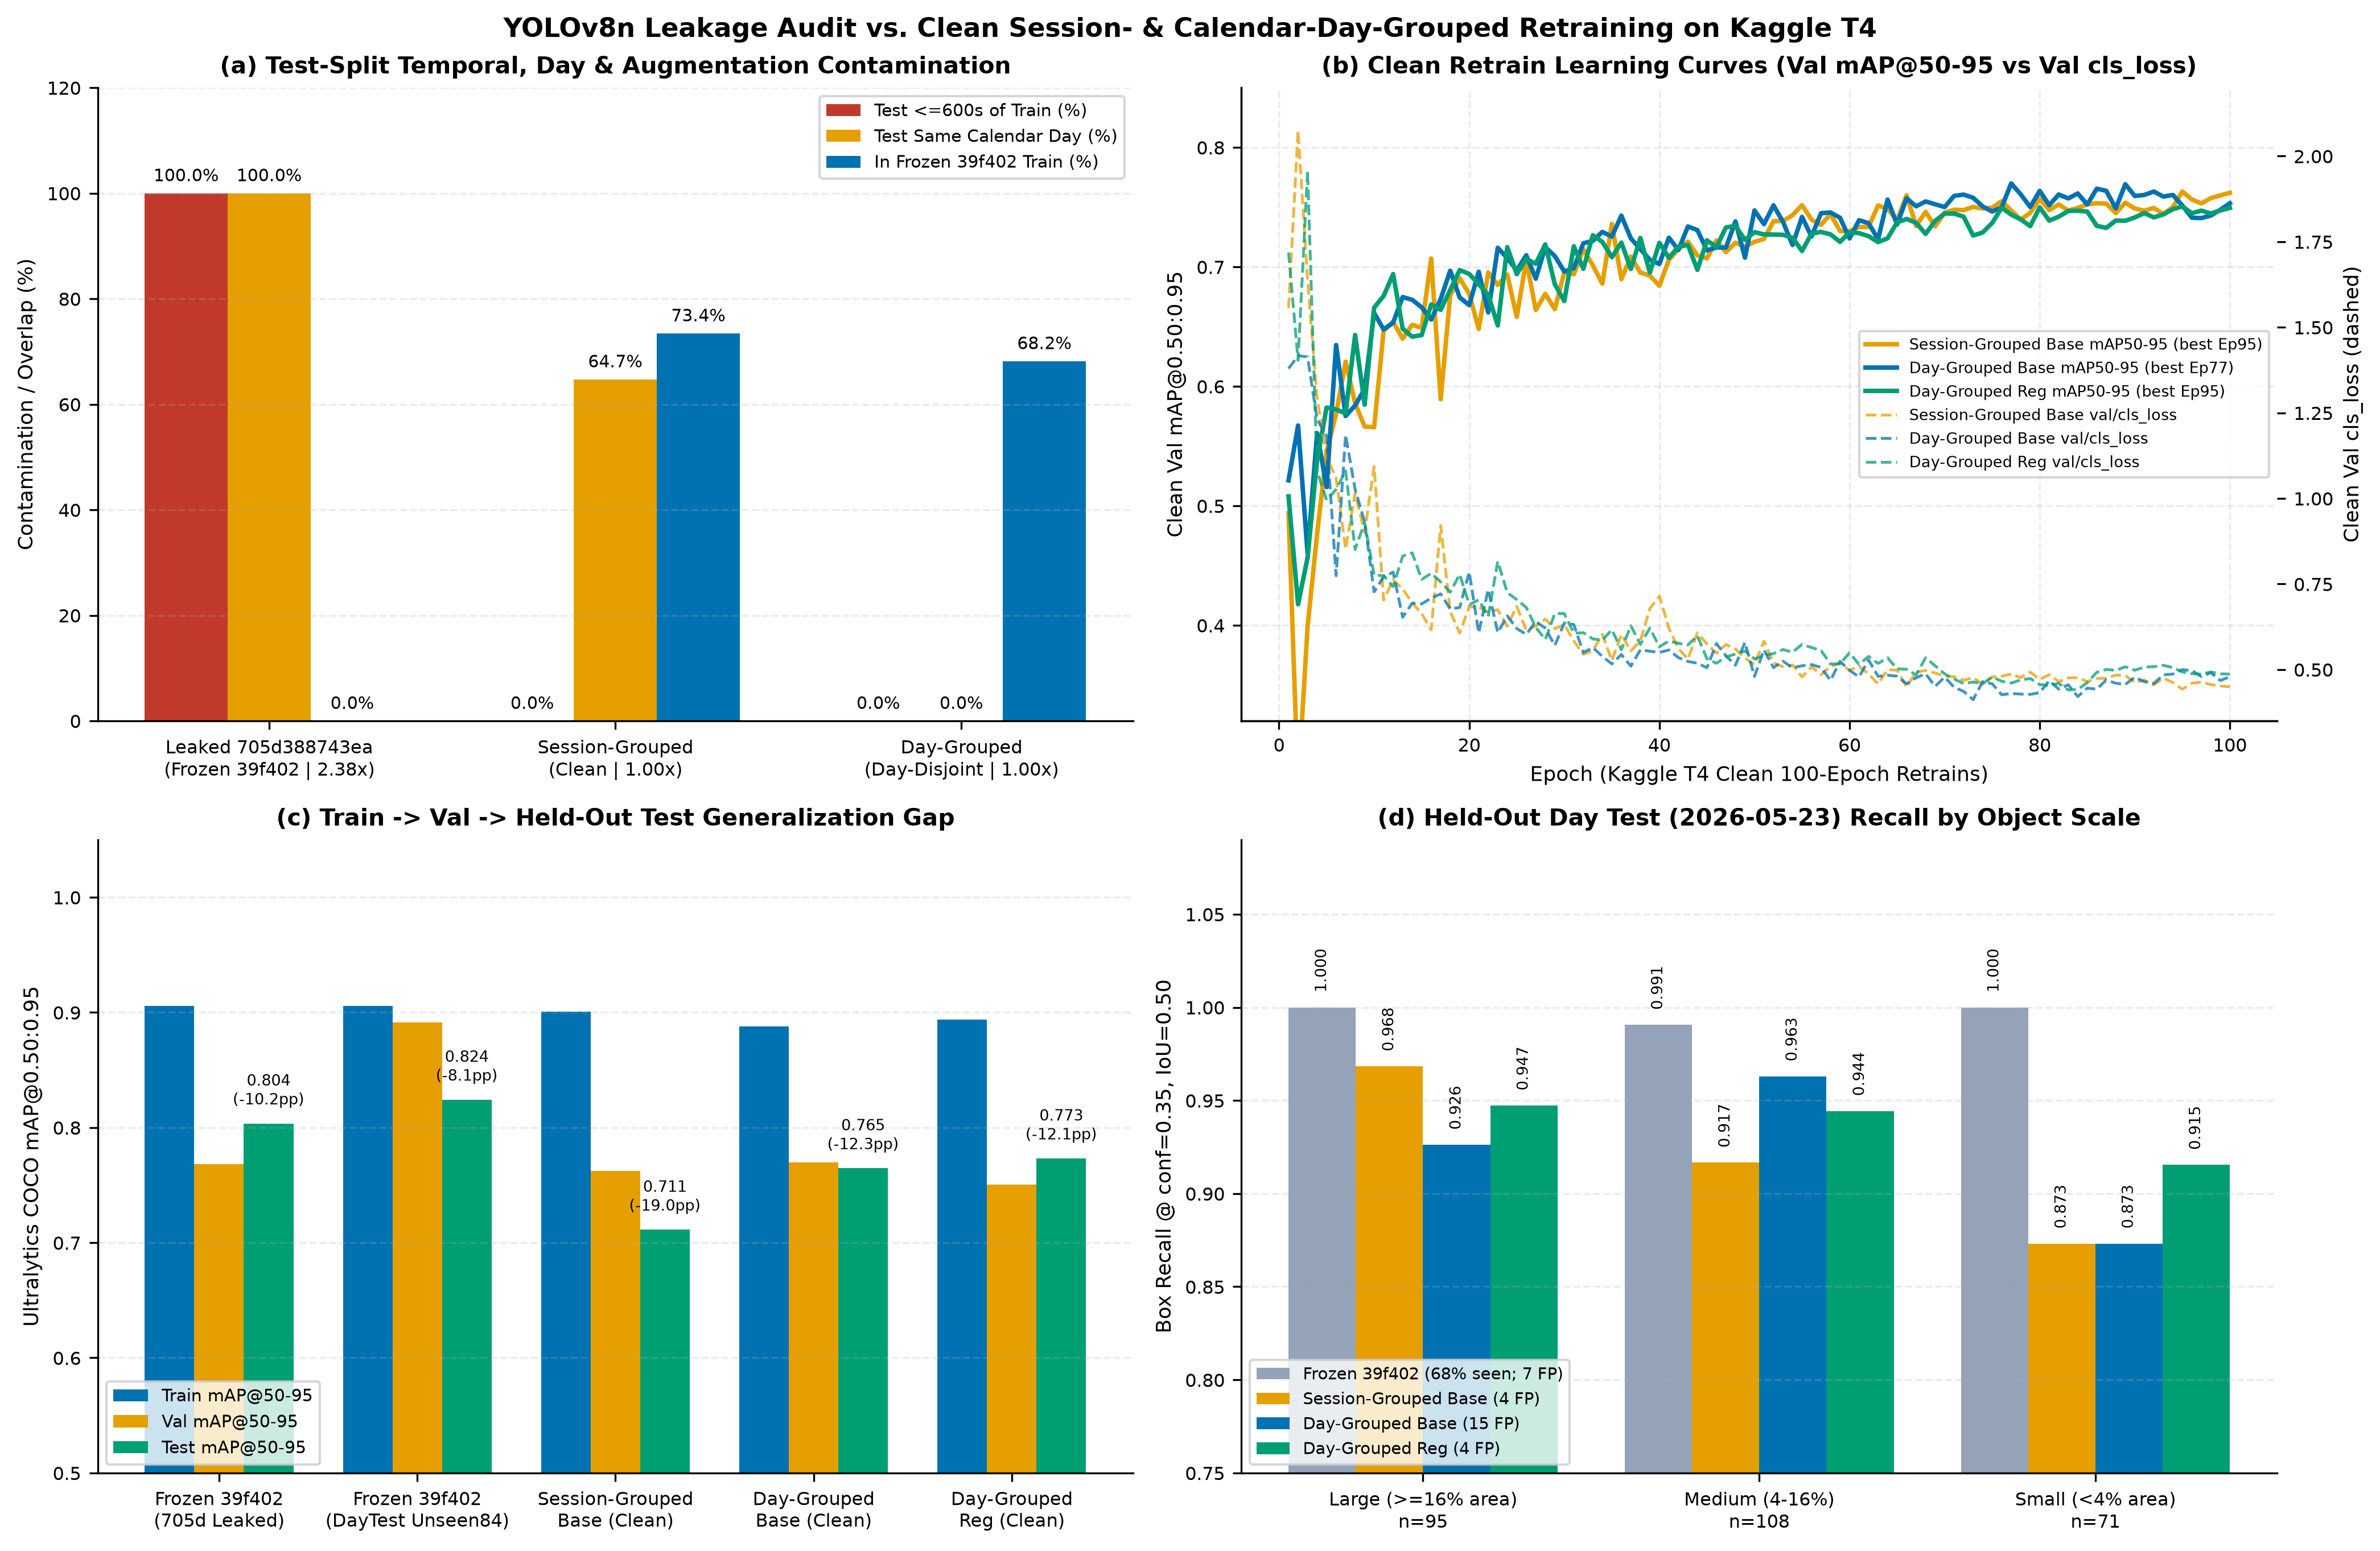 YOLOv8n Leakage Audit vs. Clean Session- & Calendar-Day-Grouped Retraining on Kaggle T4
(a) Test-Split Temporal, Day & Augmentation Contamination
Contamination / Overlap (%)
120
100
80
60
40
20
0
Test <=600s of Train (%)
Test Same Calendar Day (%)
In Frozen 39f402 Train (%)
100.0%
100.0%
0.0%
0.0%
64.7%
73.4%
0.0%
0.0%
68.2%
Leaked 705d388743ea
(Frozen 39f402 | 2.38x)
Session-Grouped
(Clean | 1.00x)
Day-Grouped
(Day-Disjoint | 1.00x)
(b) Clean Retrain Learning Curves (Val mAP@50-95 vs Val cls_loss)
Clean Val mAP@0.50:0.95
0.8
0.7
0.6
0.5
0.4
Session-Grouped Base mAP50-95 (best Ep95)
Day-Grouped Base mAP50-95 (best Ep77)
Day-Grouped Reg mAP50-95 (best Ep95)
Session-Grouped Base val/cls_loss
Day-Grouped Base val/cls_loss
Day-Grouped Reg val/cls_loss
2.00
1.75
1.50
1.25
1.00
0.75
0.50
Clean Val cls_loss (dashed)
0
20
40
60
80
100
Epoch (Kaggle T4 Clean 100-Epoch Retrains)
(c) Train -> Val -> Held-Out Test Generalization Gap
Ultralytics COCO mAP@0.50:0.95
1.0
0.9
0.8
0.7
0.6
0.5
0.804
(-10.2pp)
0.824
(-8.1pp)
0.711
(-19.0pp)
0.765
(-12.3pp)
0.773
(-12.1pp)
Train mAP@50-95
Val mAP@50-95
Test mAP@50-95
Frozen 39f402
(705d Leaked)
Frozen 39f402
(DayTest Unseen84)
Session-Grouped
Base (Clean)
Day-Grouped
Base (Clean)
Day-Grouped
Reg (Clean)
(d) Held-Out Day Test (2026-05-23) Recall by Object Scale
Box Recall @ conf=0.35, IoU=0.50
1.05
1.00
0.95
0.90
0.85
0.80
0.75
1.000
0.968
0.926
0.947
0.991
0.917
0.963
0.944
1.000
0.873
0.873
0.915
Frozen 39f402 (68% seen; 7 FP)
Session-Grouped Base (4 FP)
Day-Grouped Base (15 FP)
Day-Grouped Reg (4 FP)
Large (>=16% area)
n=95
Medium (4-16%)
n=108
Small (<4% area)
n=71